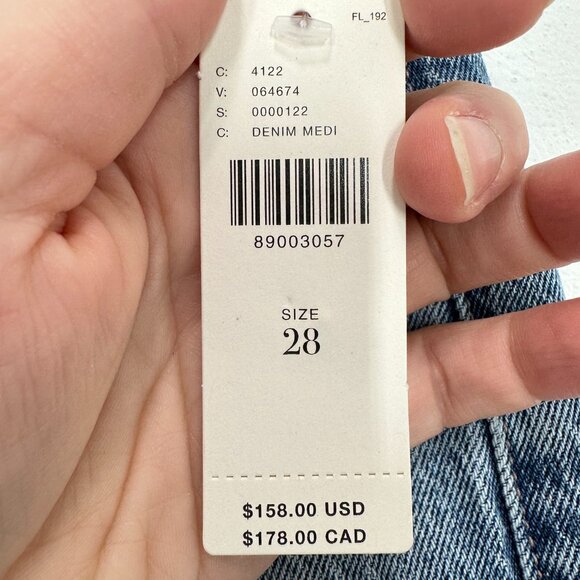 FL_192
C: 4122
V: 064674
S: 0000122
C: DENIM MEDI
89003057
SIZE
28
$158.00 USD
$178.00 CAD